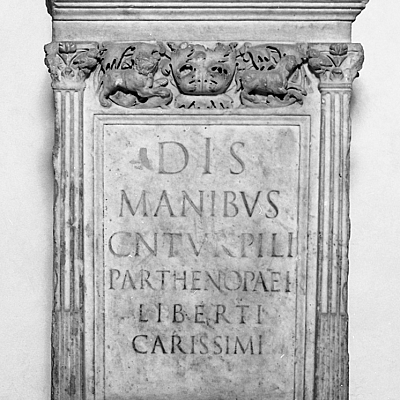 DIS
MANIBVS
CN TVRPILI
PARTHENOPAEI
LIBERTI
CARISSIMI